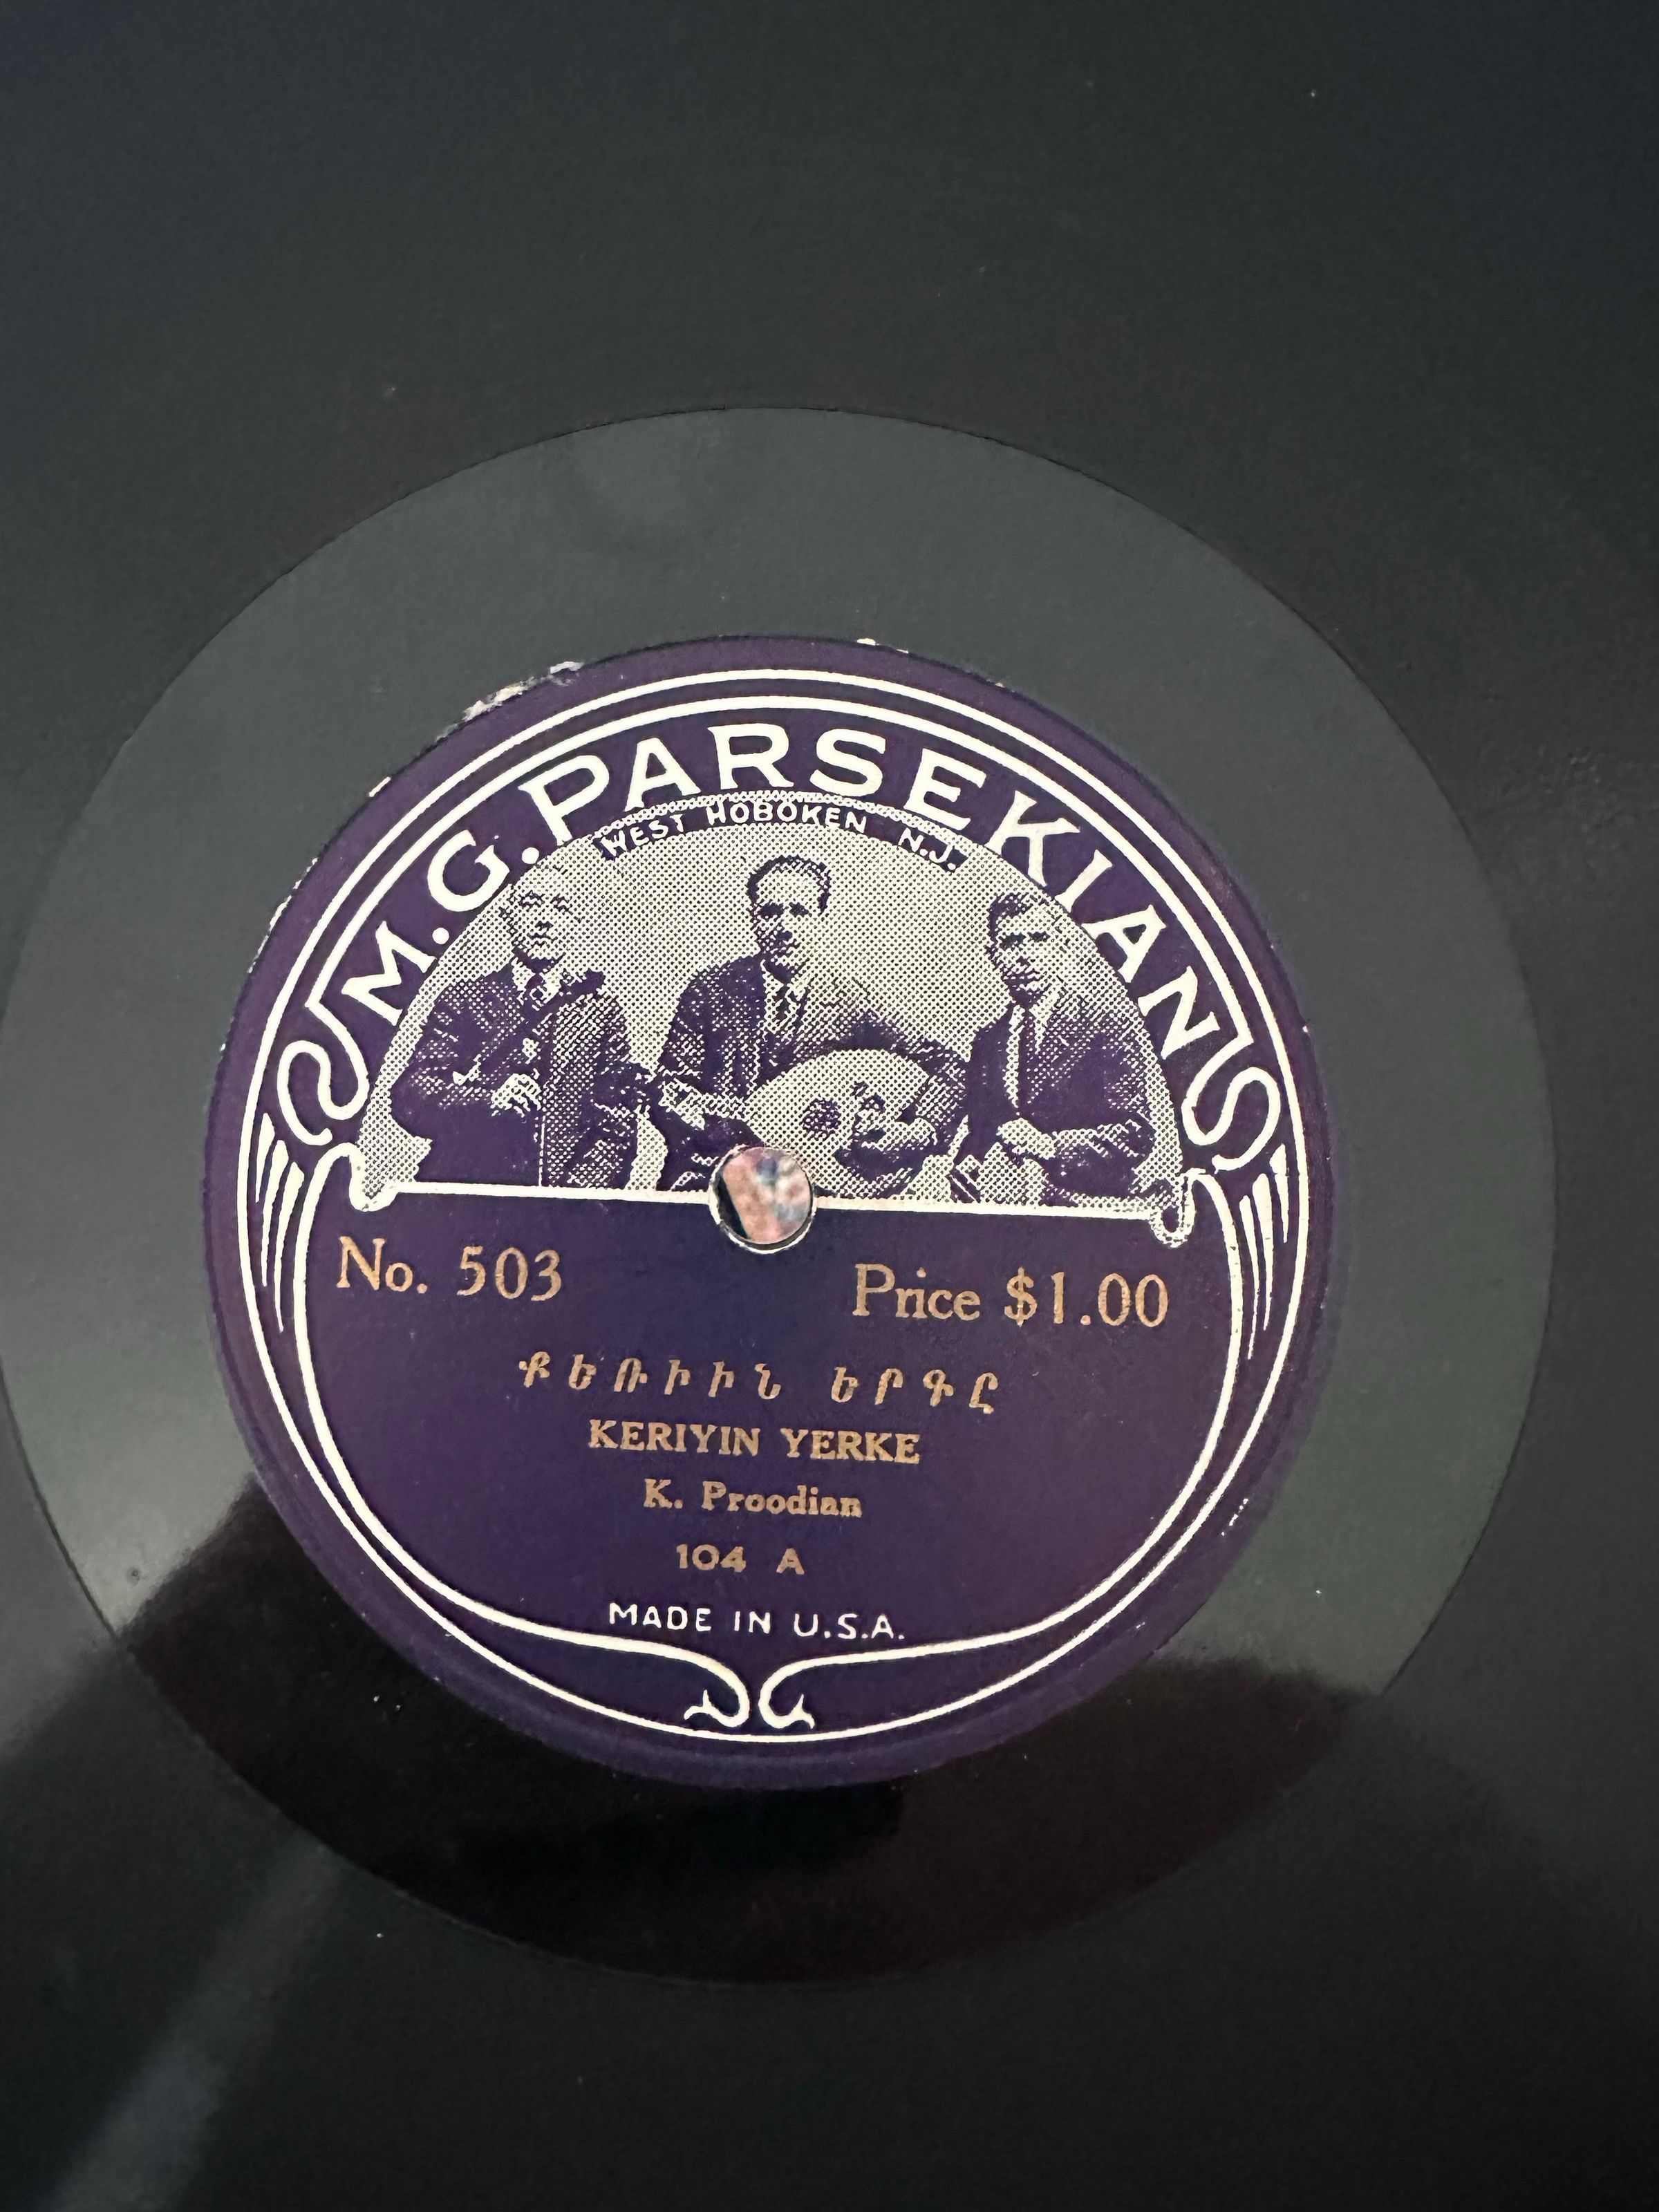 M.G. PARSEKIAN
WEST HOBOKEN N.J.
No. 503 Price $1.00
ՔԵՌԻԻՆ ԵՐԳԸ
KERIYIN YERKE
K. Proodian
104 A
MADE IN U.S.A.